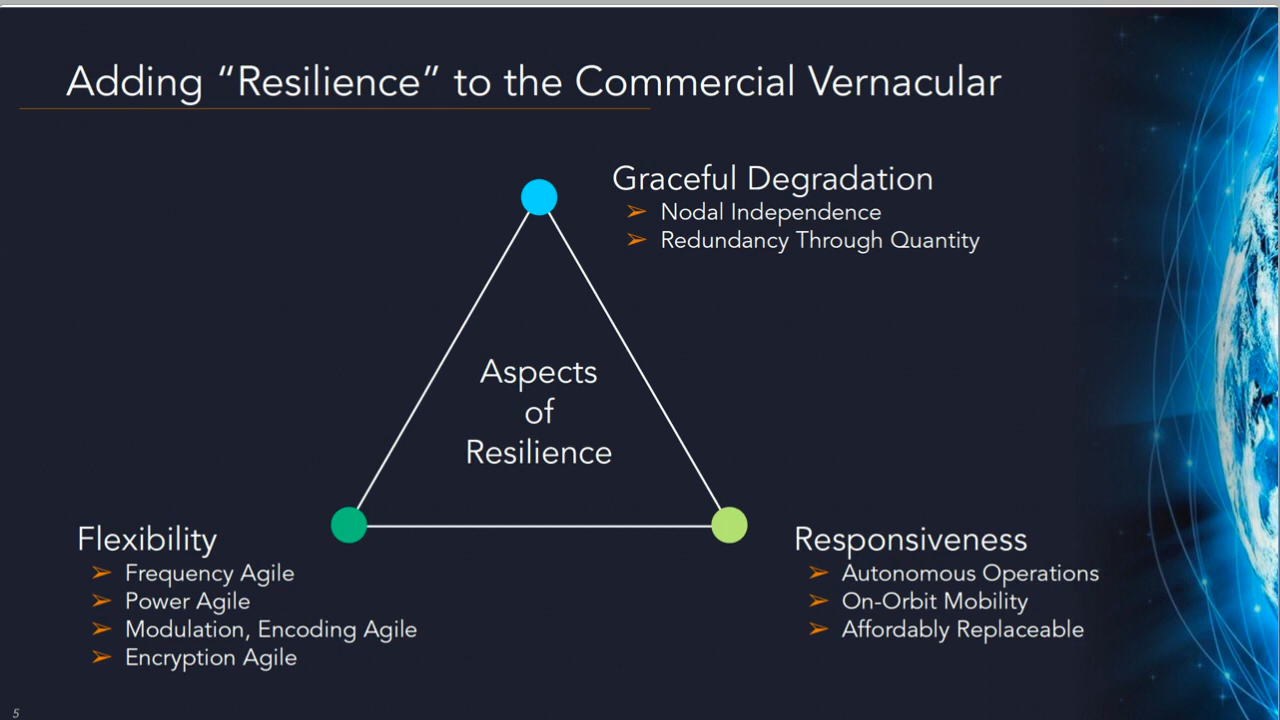 Adding “Resilience” to the Commercial Vernacular
Graceful Degradation
➢ Nodal Independence
➢ Redundancy Through Quantity
Aspects
of
Resilience
Flexibility
➢ Frequency Agile
➢ Power Agile
➢ Modulation, Encoding Agile
➢ Encryption Agile
Responsiveness
➢ Autonomous Operations
➢ On-Orbit Mobility
➢ Affordably Replaceable
5